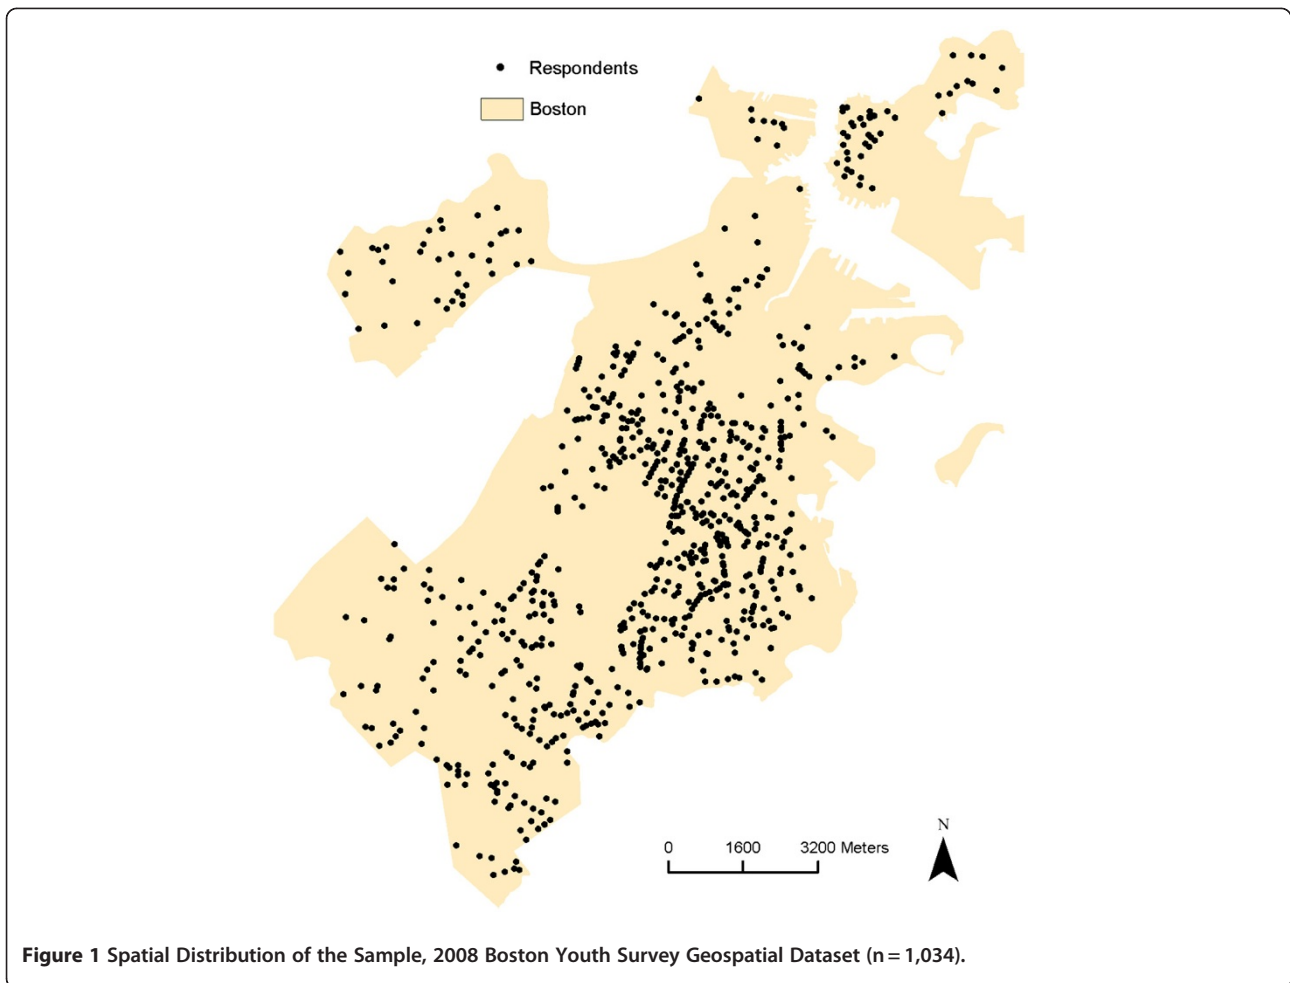 Respondents
Boston
N
0 1600 3200 Meters
Figure 1 Spatial Distribution of the Sample, 2008 Boston Youth Survey Geospatial Dataset (n = 1,034).